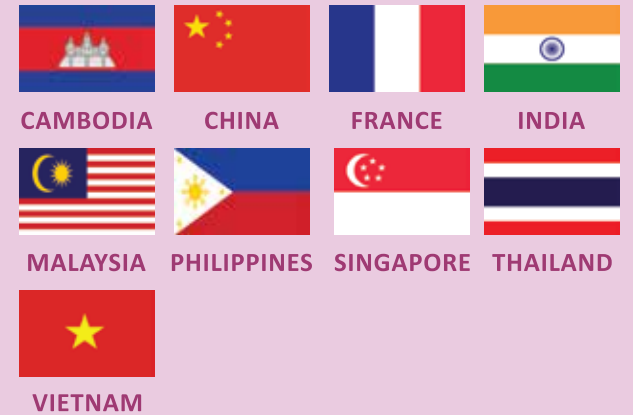 CAMBODIA CHINA FRANCE INDIA
MALAYSIA PHILIPPINES SINGAPORE THAILAND
VIETNAM